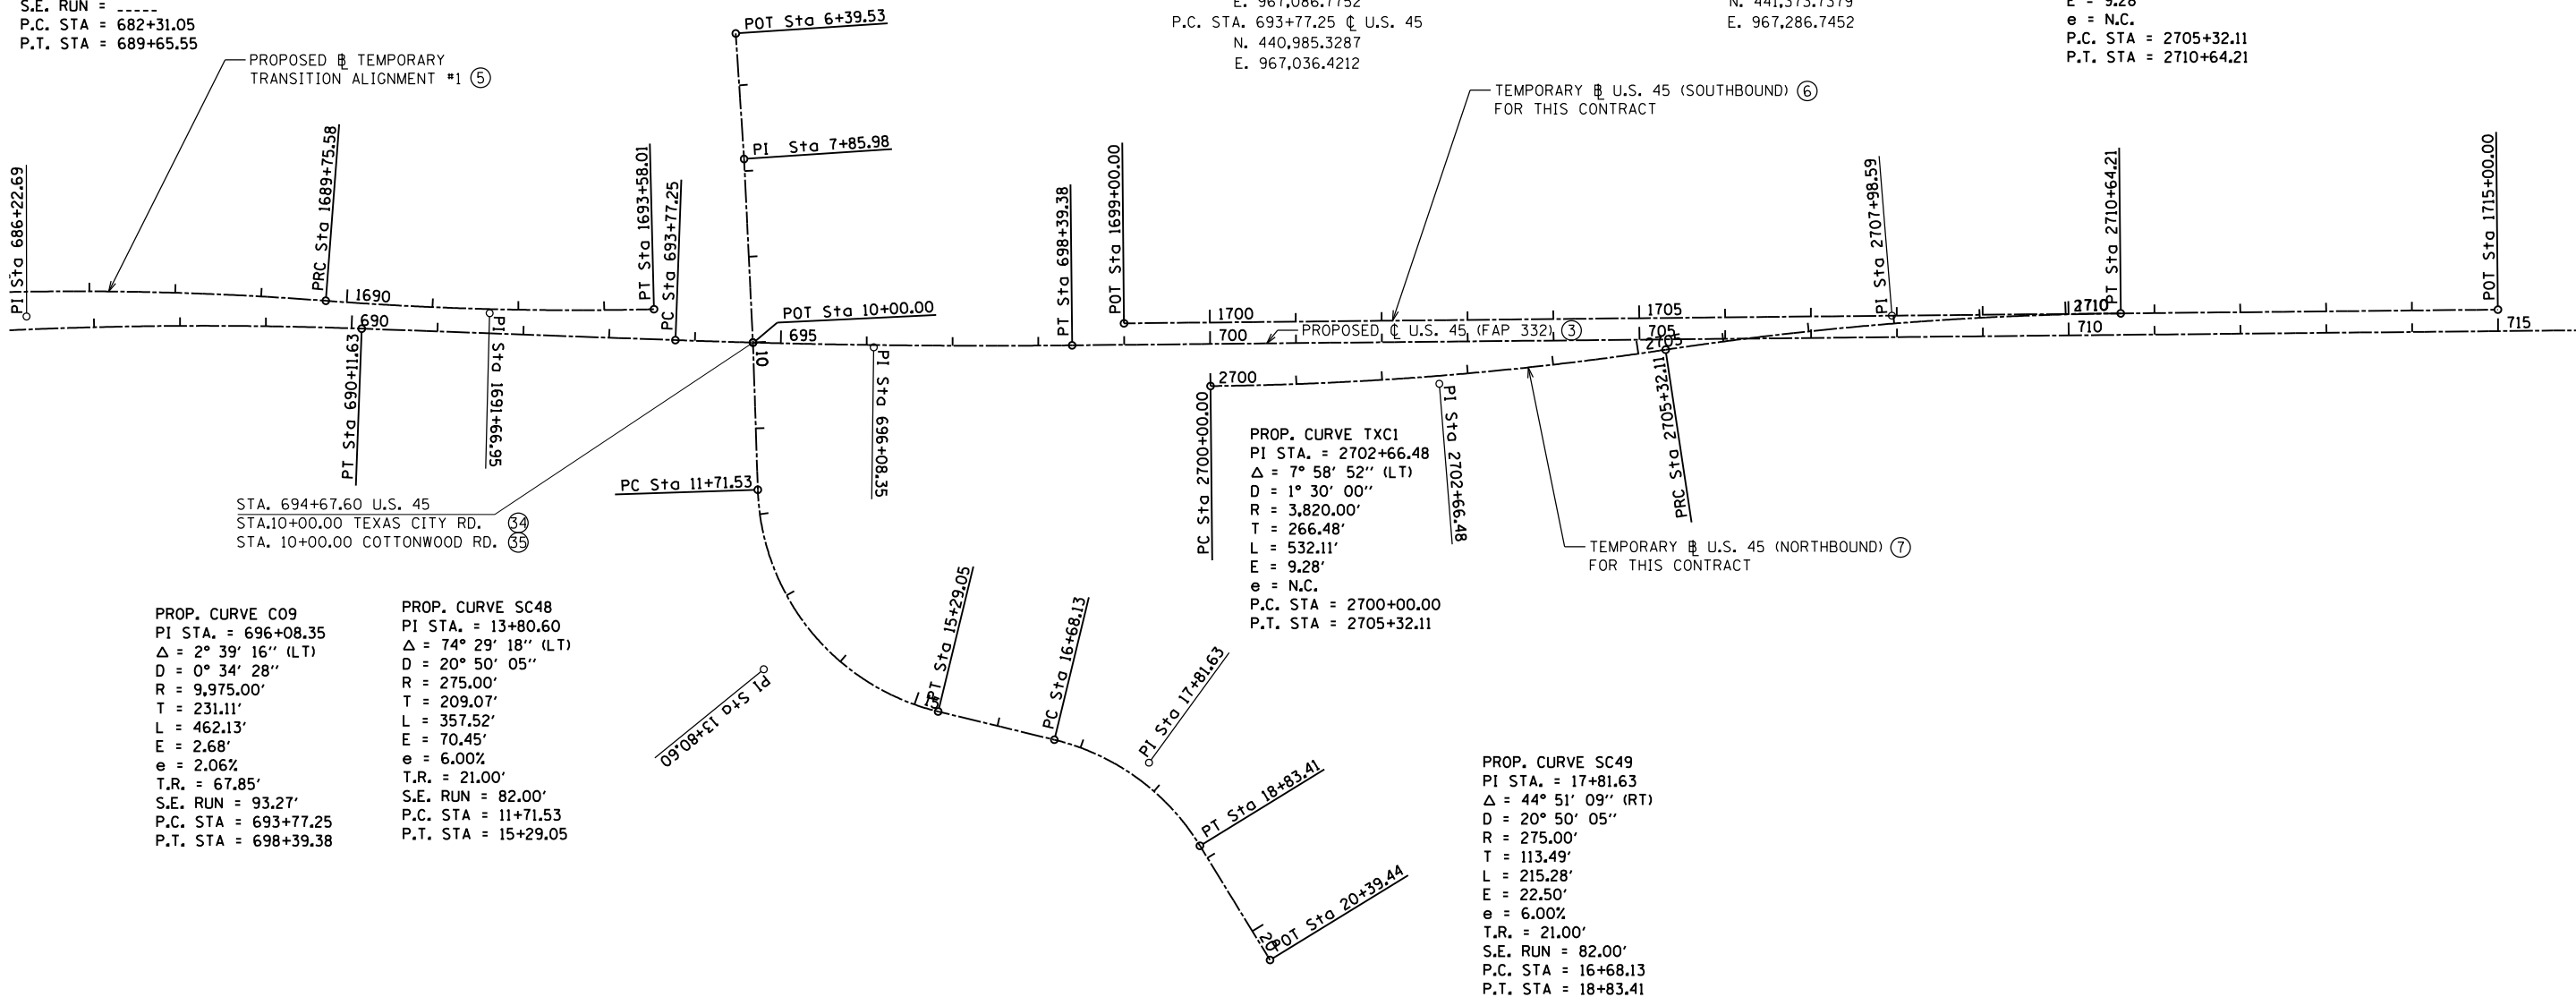 S.E. RUN = _____
P.C. STA = 682+31.05
P.T. STA = 689+65.55
PROPOSED ℄ TEMPORARY
TRANSITION ALIGNMENT #1 (5)
POT Sta 6+39.53
E. 967,086.7752
P.C. STA. 693+77.25 ℄ U.S. 45
N. 440,985.3287
E. 967,036.4212
N. 441,373.7379
E. 967,286.7452
E = 9.28'
e = N.C.
P.C. STA = 2705+32.11
P.T. STA = 2710+64.21
TEMPORARY ℄ U.S. 45 (SOUTHBOUND) (6)
FOR THIS CONTRACT
PI Sta 7+85.98
PI Sta 686+22.69
PRC Sta 1689+75.58
PT Sta 1693+58.01
PC Sta 693+77.25
PT Sta 698+39.38
POT Sta 1699+00.00
PI Sta 2707+98.59
PT Sta 2710+64.21
POT Sta 1715+00.00
1690
690
POT Sta 10+00.00
695
10
1700
700
PROPOSED ℄ U.S. 45 (FAP 332) (3)
1705
705
2705
2710
710
715
2700
PT Sta 690+11.63
PI Sta 1691+66.95
PI Sta 696+08.35
PC Sta 2700+00.00
PI Sta 2702+66.48
PRC Sta 2705+32.11
PC Sta 11+71.53
STA. 694+67.60 U.S. 45
STA.10+00.00 TEXAS CITY RD. (34)
STA. 10+00.00 COTTONWOOD RD. (35)
PROP. CURVE TXC1
PI STA. = 2702+66.48
Δ = 7° 58' 52'' (LT)
D = 1° 30' 00''
R = 3,820.00'
T = 266.48'
L = 532.11'
E = 9.28'
e = N.C.
P.C. STA = 2700+00.00
P.T. STA = 2705+32.11
TEMPORARY ℄ U.S. 45 (NORTHBOUND) (7)
FOR THIS CONTRACT
PROP. CURVE C09
PI STA. = 696+08.35
Δ = 2° 39' 16'' (LT)
D = 0° 34' 28''
R = 9,975.00'
T = 231.11'
L = 462.13'
E = 2.68'
e = 2.06%
T.R. = 67.85'
S.E. RUN = 93.27'
P.C. STA = 693+77.25
P.T. STA = 698+39.38
PROP. CURVE SC48
PI STA. = 13+80.60
Δ = 74° 29' 18'' (LT)
D = 20° 50' 05''
R = 275.00'
T = 209.07'
L = 357.52'
E = 70.45'
e = 6.00%
T.R. = 21.00'
S.E. RUN = 82.00'
P.C. STA = 11+71.53
P.T. STA = 15+29.05
PI Sta 13+80.60
15
PT Sta 15+29.05
PC Sta 16+68.13
PI Sta 17+81.63
PT Sta 18+83.41
20
POT Sta 20+39.44
PROP. CURVE SC49
PI STA. = 17+81.63
Δ = 44° 51' 09'' (RT)
D = 20° 50' 05''
R = 275.00'
T = 113.49'
L = 215.28'
E = 22.50'
e = 6.00%
T.R. = 21.00'
S.E. RUN = 82.00'
P.C. STA = 16+68.13
P.T. STA = 18+83.41